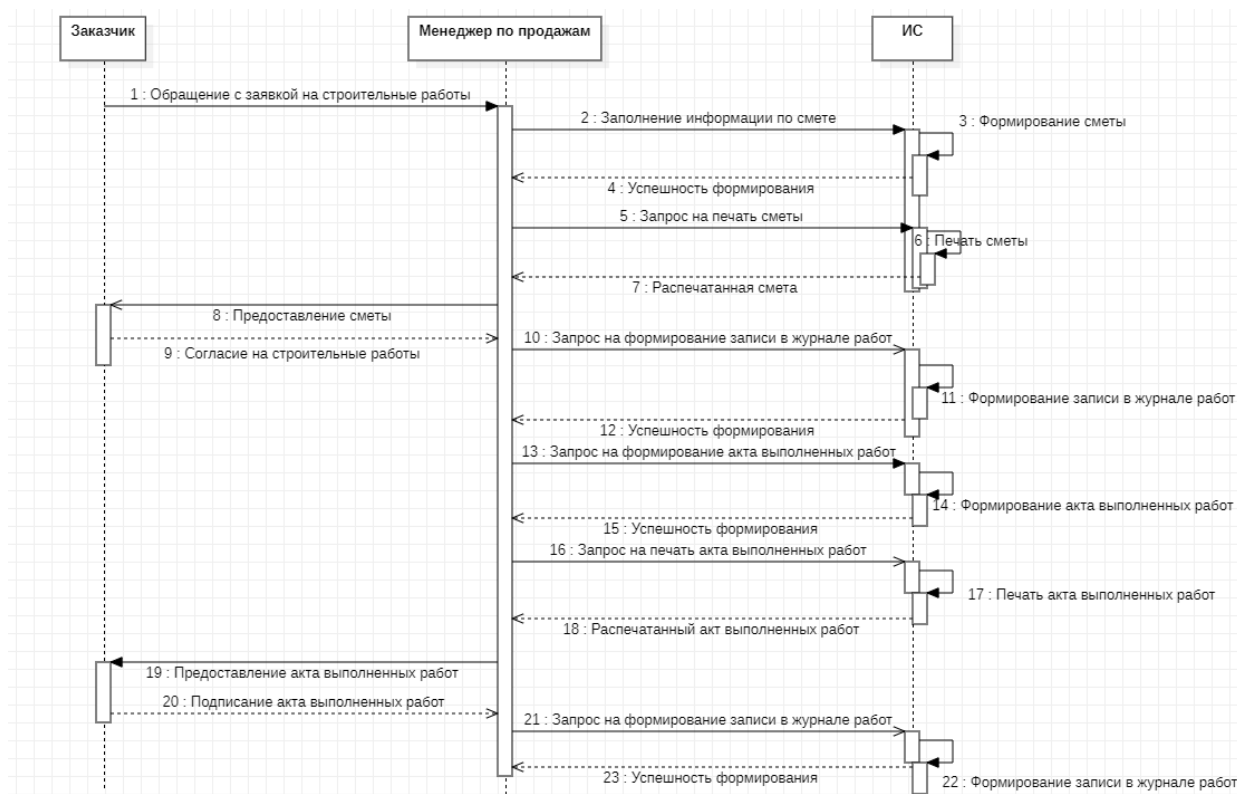 Заказчик
Менеджер по продажам
ИС
1 : Обращение с заявкой на строительные работы
2 : Заполнение информации по смете
3 : Формирование сметы
4 : Успешность формирования
5 : Запрос на печать сметы
6 : Печать сметы
7 : Распечатанная смета
8 : Предоставление сметы
9 : Согласие на строительные работы
10 : Запрос на формирование записи в журнале работ
11 : Формирование записи в журнале работ
12 : Успешность формирования
13 : Запрос на формирование акта выполненных работ
14 : Формирование акта выполненных работ
15 : Успешность формирования
16 : Запрос на печать акта выполненных работ
17 : Печать акта выполненных работ
18 : Распечатанный акт выполненных работ
19 : Предоставление акта выполненных работ
20 : Подписание акта выполненных работ
21 : Запрос на формирование записи в журнале работ
22 : Формирование записи в журнале работ
23 : Успешность формирования